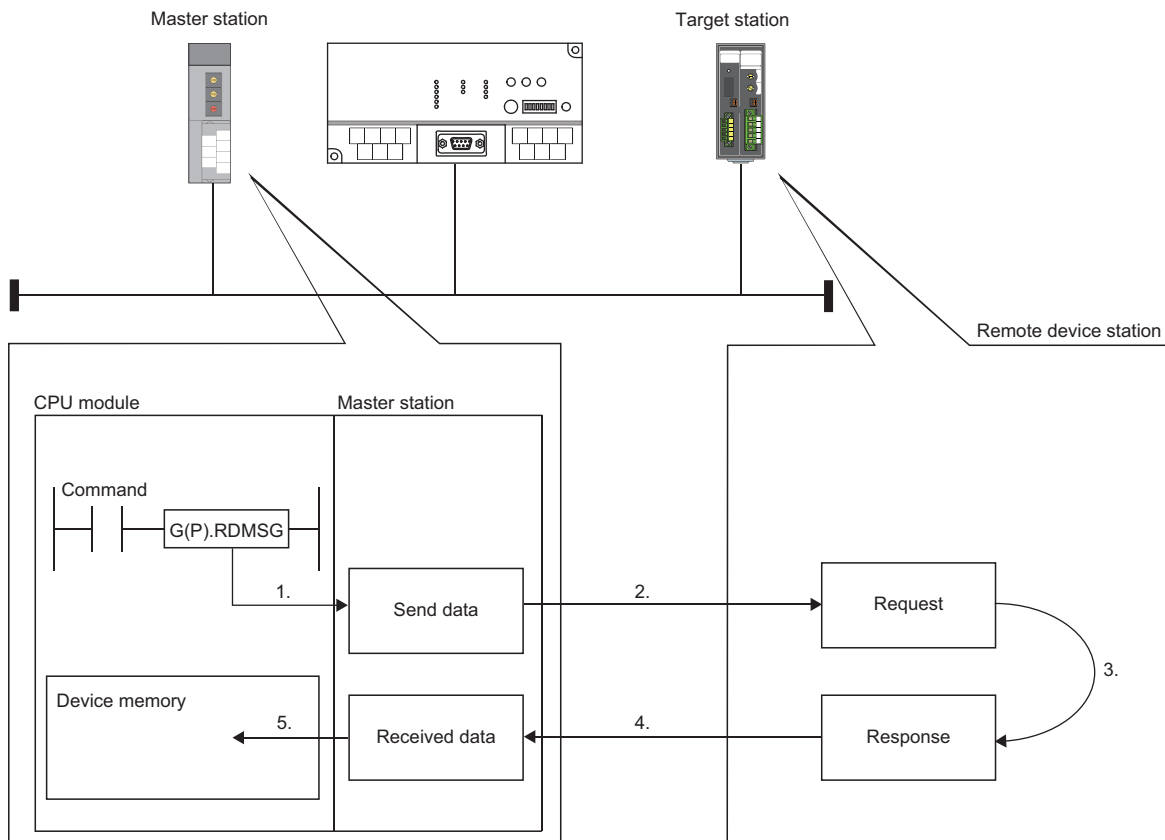 Master station
Target station
Remote device station
CPU module
Master station
Command
G(P).RDMSG
1.
Send data
2.
Request
3.
Device memory
5.
Received data
4.
Response